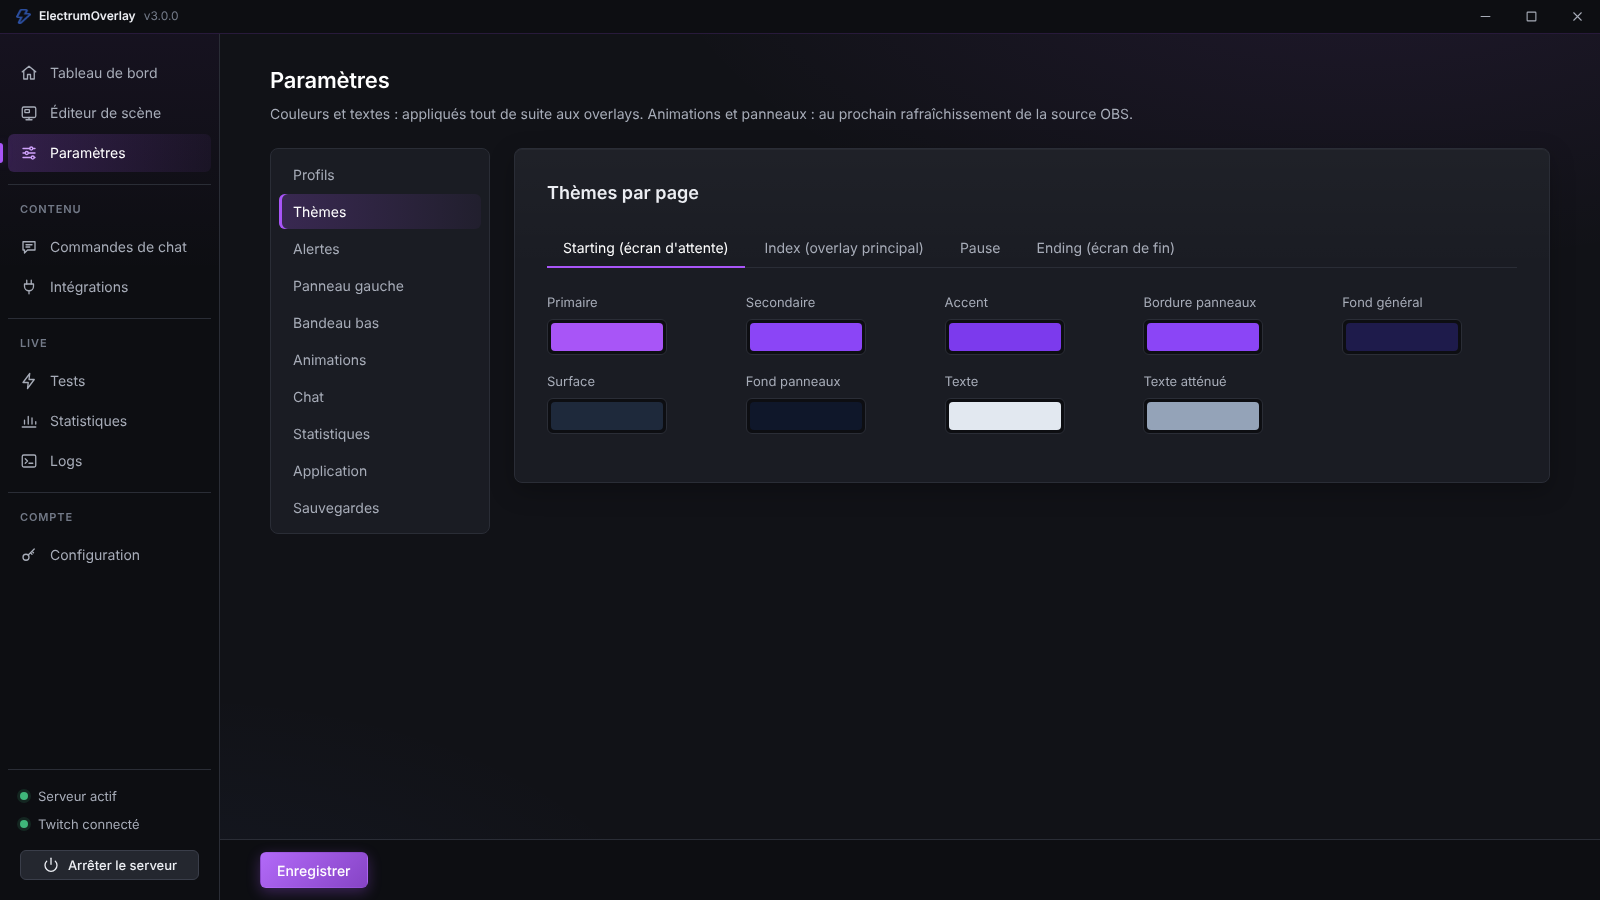 ElectrumOverlay v3.0.0
Tableau de bord
Éditeur de scène
Paramètres
CONTENU
Commandes de chat
Intégrations
LIVE
Tests
Statistiques
Logs
COMPTE
Configuration
Serveur actif
Twitch connecté
Arrêter le serveur
Paramètres
Couleurs et textes : appliqués tout de suite aux overlays. Animations et panneaux : au prochain rafraîchissement de la source OBS.
Profils
Thèmes
Alertes
Panneau gauche
Bandeau bas
Animations
Chat
Statistiques
Application
Sauvegardes
Thèmes par page
Starting (écran d'attente) Index (overlay principal) Pause Ending (écran de fin)
Primaire Secondaire Accent Bordure panneaux Fond général
Surface Fond panneaux Texte Texte atténué
Enregistrer